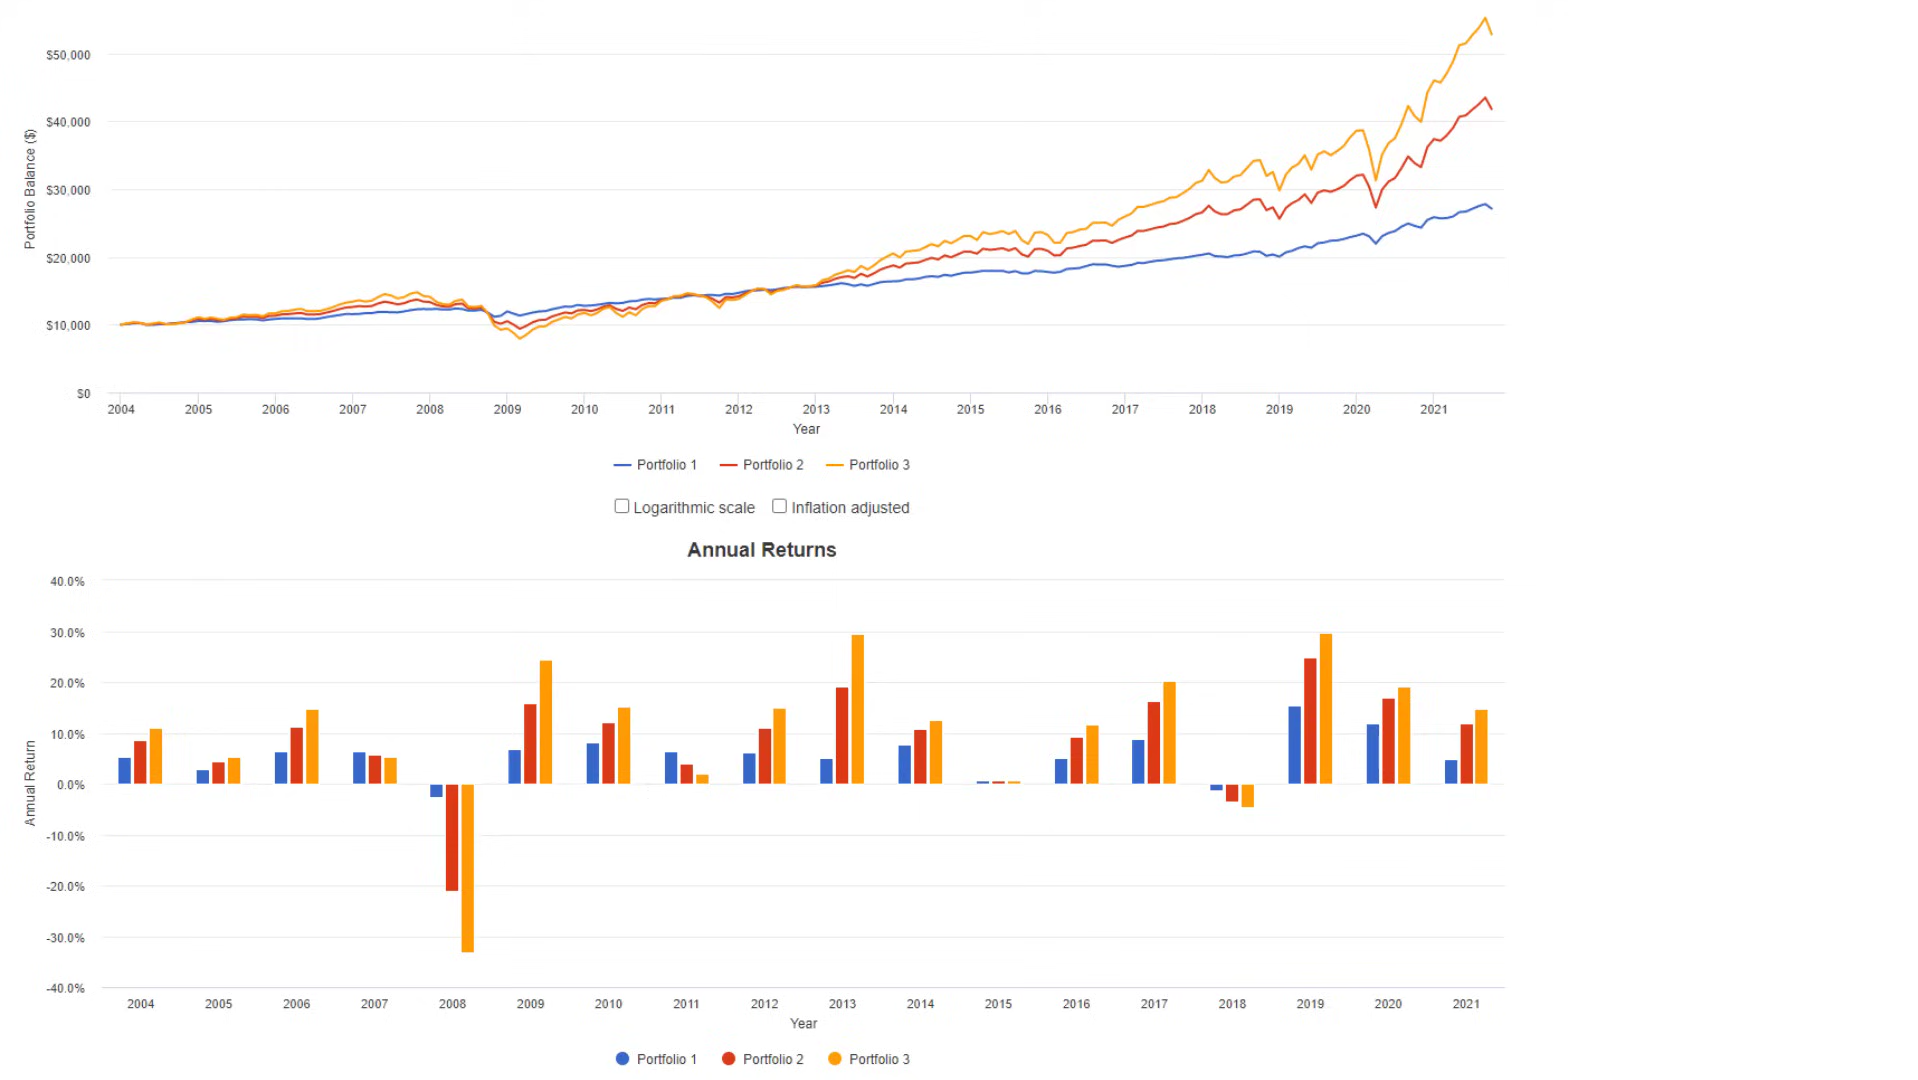 $50,000
$40,000
$30,000
$20,000
$10,000
$0
Portfolio Balance ($)
2004 2005 2006 2007 2008 2009 2010 2011 2012 2013 2014 2015 2016 2017 2018 2019 2020 2021
Year
Portfolio 1 Portfolio 2 Portfolio 3
Logarithmic scale Inflation adjusted
Annual Returns
40.0%
30.0%
20.0%
10.0%
0.0%
-10.0%
-20.0%
-30.0%
-40.0%
Annual Return
2004 2005 2006 2007 2008 2009 2010 2011 2012 2013 2014 2015 2016 2017 2018 2019 2020 2021
Year
Portfolio 1 Portfolio 2 Portfolio 3